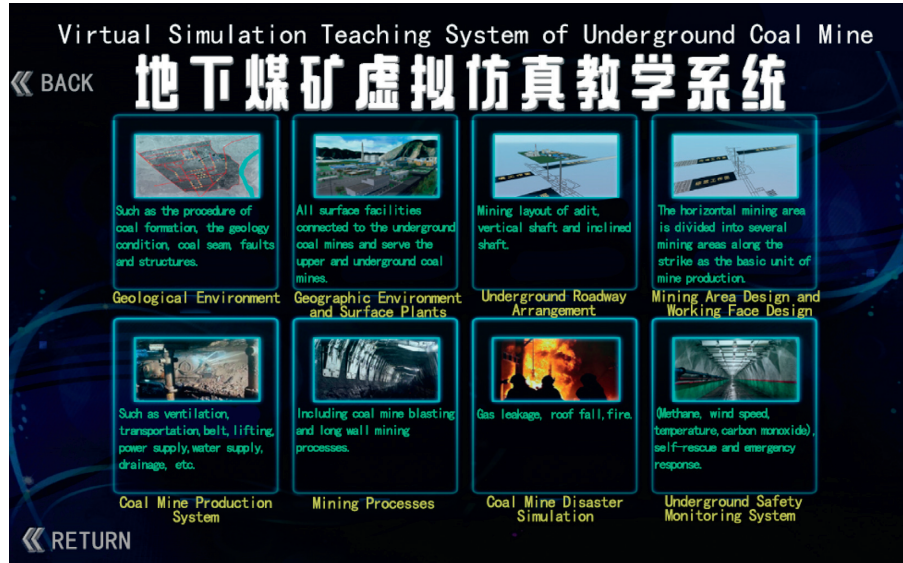 Virtual Simulation Teaching System of Underground Coal Mine
BACK
地下煤矿虚拟仿真教学系统
Such as the procedure of
coal formation, the geology
condition, coal seam, faults
and structures.
Geological Environment
All surface facilities
connected to the underground
coal mines and serve the
upper and underground coal
mines.
Geographic Environment
and Surface Plants
Mining layout of adit,
vertical shaft and inclined
shaft.
Underground Roadway
Arrangement
The horizontal mining area
is divided into several
mining areas along the
strike as the basic unit of
mine production.
Mining Area Design and
Working Face Design
Such as ventilation,
transportation, belt, lifting,
power supply, water supply,
drainage, etc.
Coal Mine Production
System
Including coal mine blasting
and long wall mining
processes.
Mining Processes
Gas leakage, roof fall, fire.
Coal Mine Disaster
Simulation
(Methane, wind speed,
temperature, carbon monoxide),
self-rescue and emergency
response.
Underground Safety
Monitoring System
RETURN